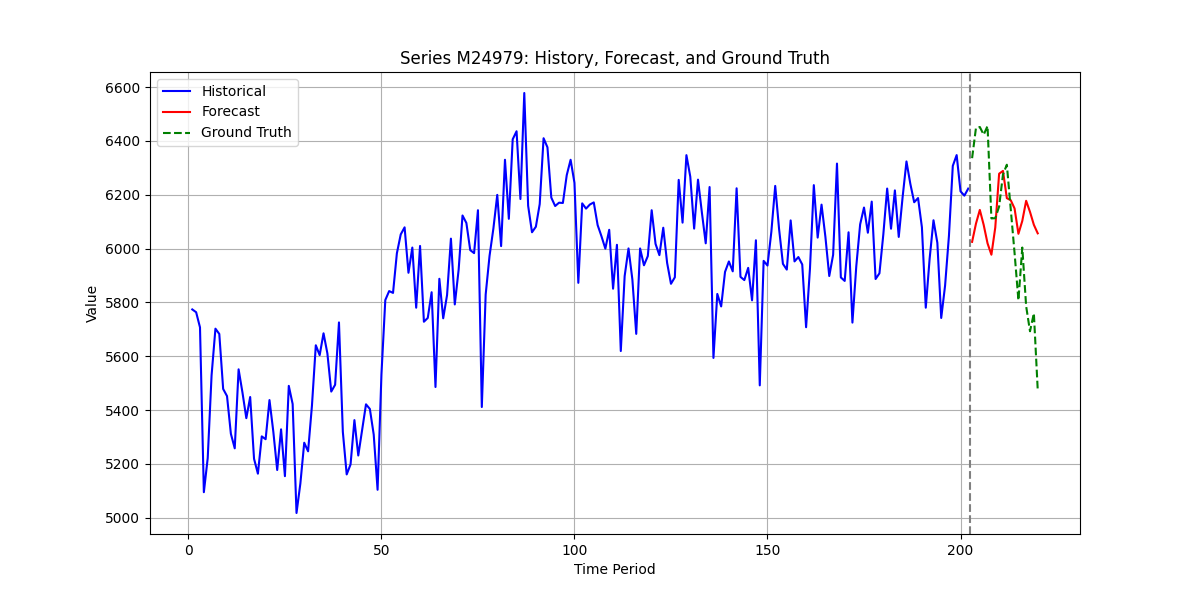 Series M24979: History, Forecast, and Ground Truth
Historical
Forecast
Ground Truth
6600
6400
6200
6000
5800
5600
5400
5200
5000
Value
0 50 100 150 200
Time Period